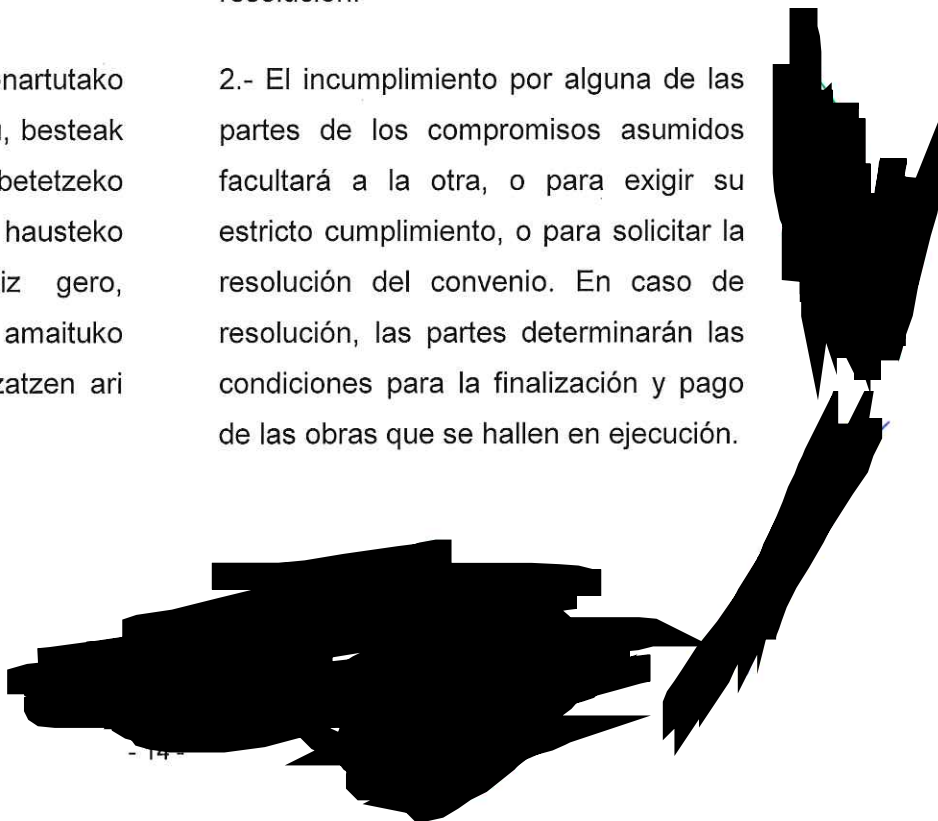 nartutako
, besteak
betetzeko
hausteko
iz gero,
amaituko
zatzen ari
2.- El incumplimiento por alguna de las
partes de los compromisos asumidos
facultará a la otra, o para exigir su
estricto cumplimiento, o para solicitar la
resolución del convenio. En caso de
resolución, las partes determinarán las
condiciones para la finalización y pago
de las obras que se hallen en ejecución.
- 14 -